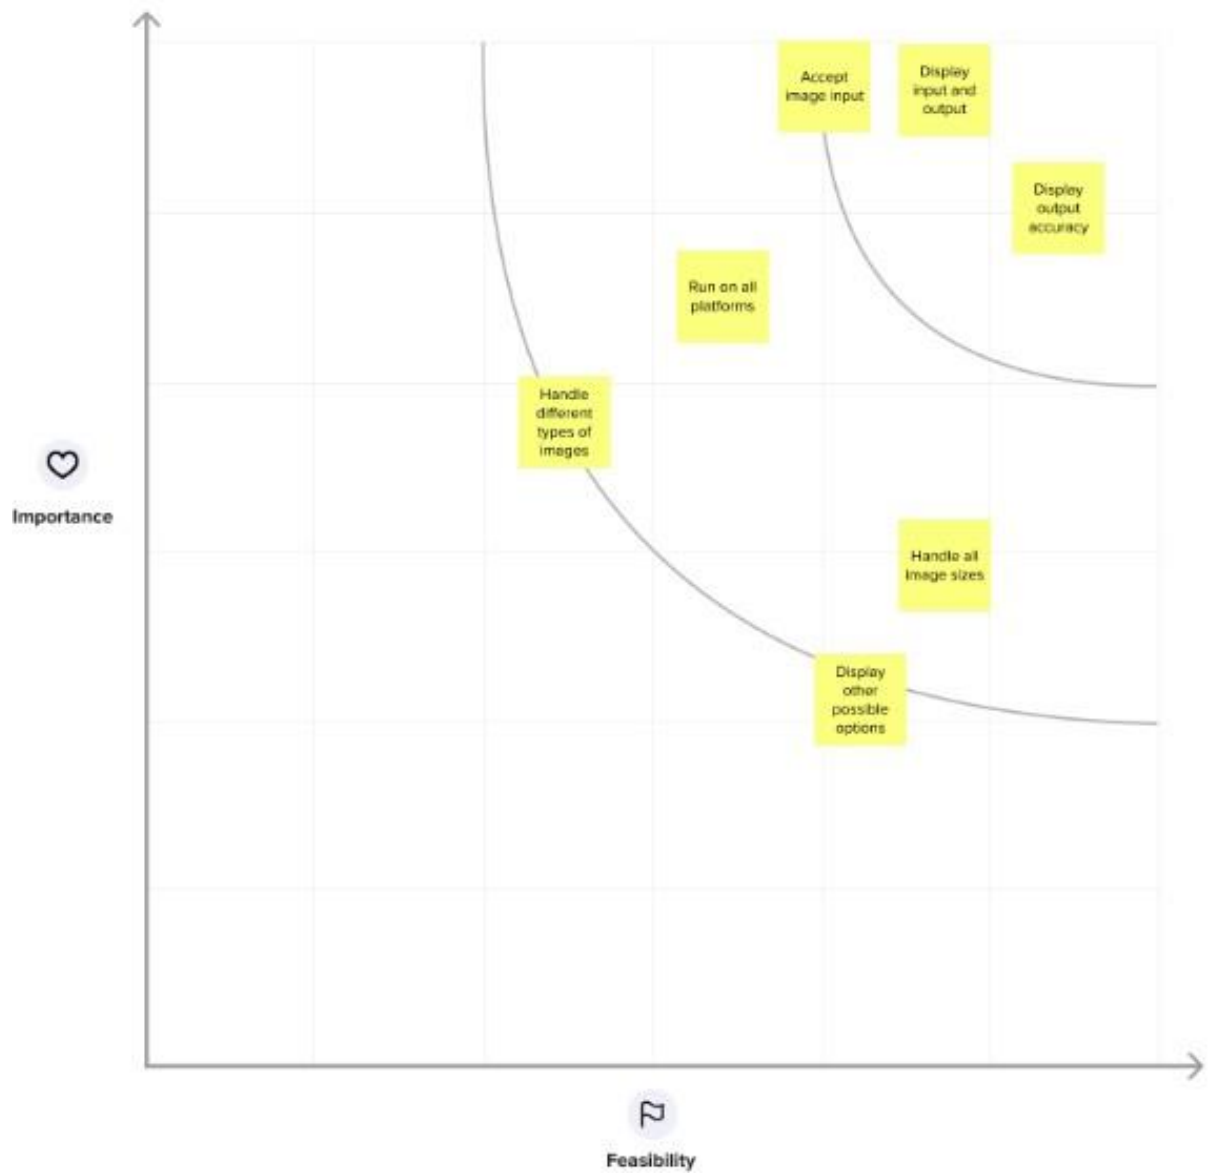 Accept
image input
Display
input and
output
Display
output
accuracy
Run on all
platforms
Handle
different
types of
images
Importance
Handle all
image sizes
Display
other
possible
options
Feasibility